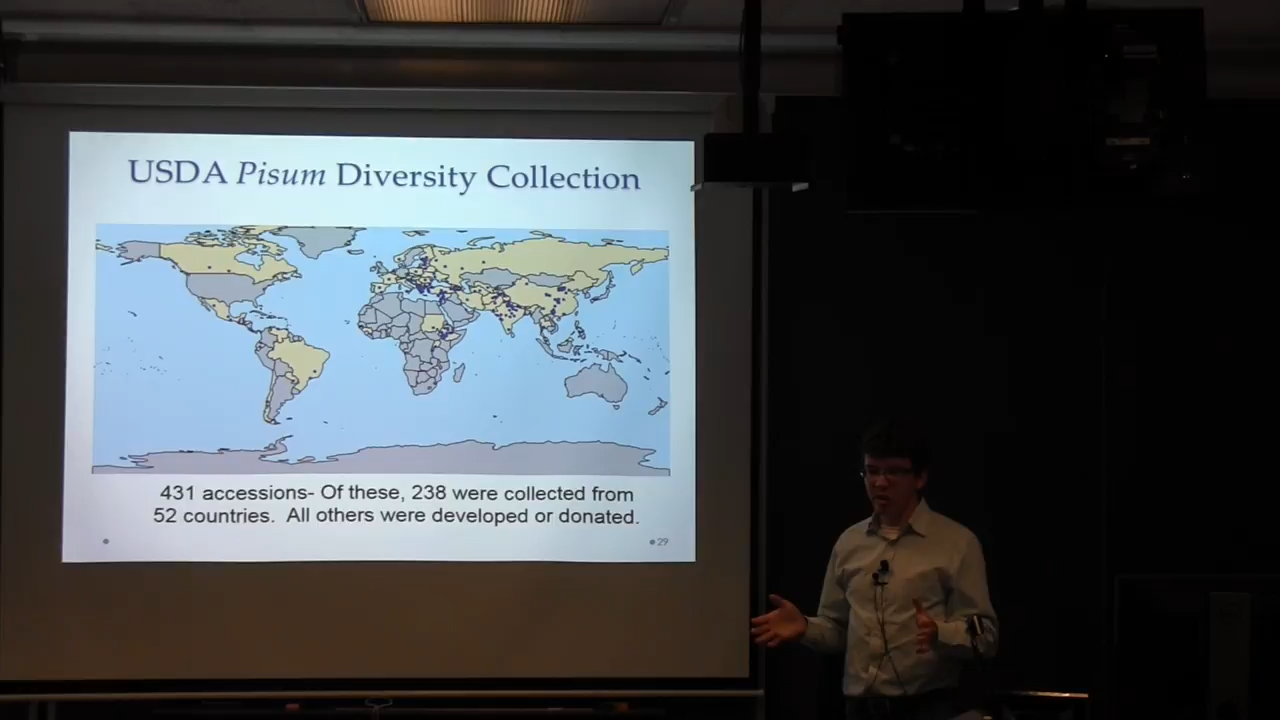 USDA Pisum Diversity Collection
431 accessions- Of these, 238 were collected from
52 countries.  All others were developed or donated.
29